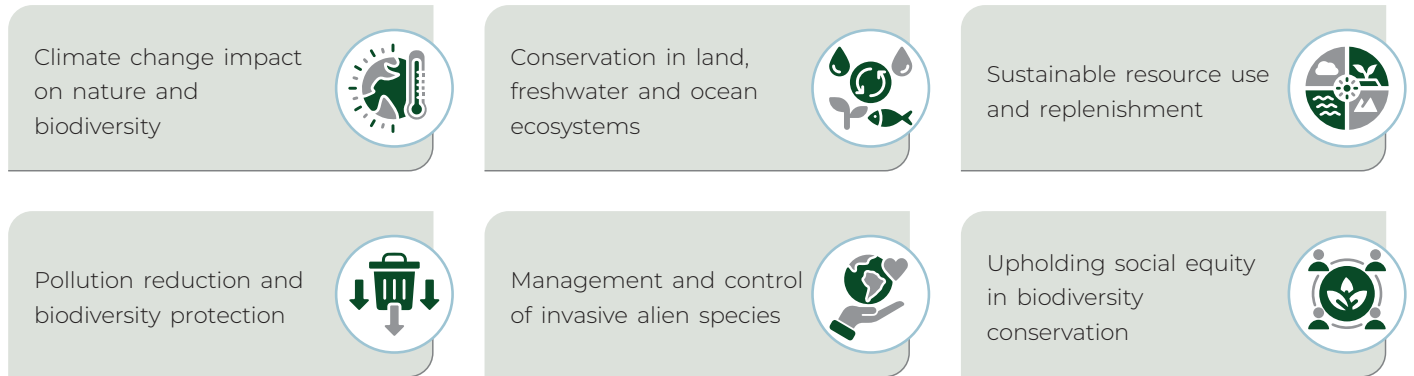 Climate change impact
on nature and
biodiversity
Conservation in land,
freshwater and ocean
ecosystems
Sustainable resource use
and replenishment
Pollution reduction and
biodiversity protection
Management and control
of invasive alien species
Upholding social equity
in biodiversity
conservation